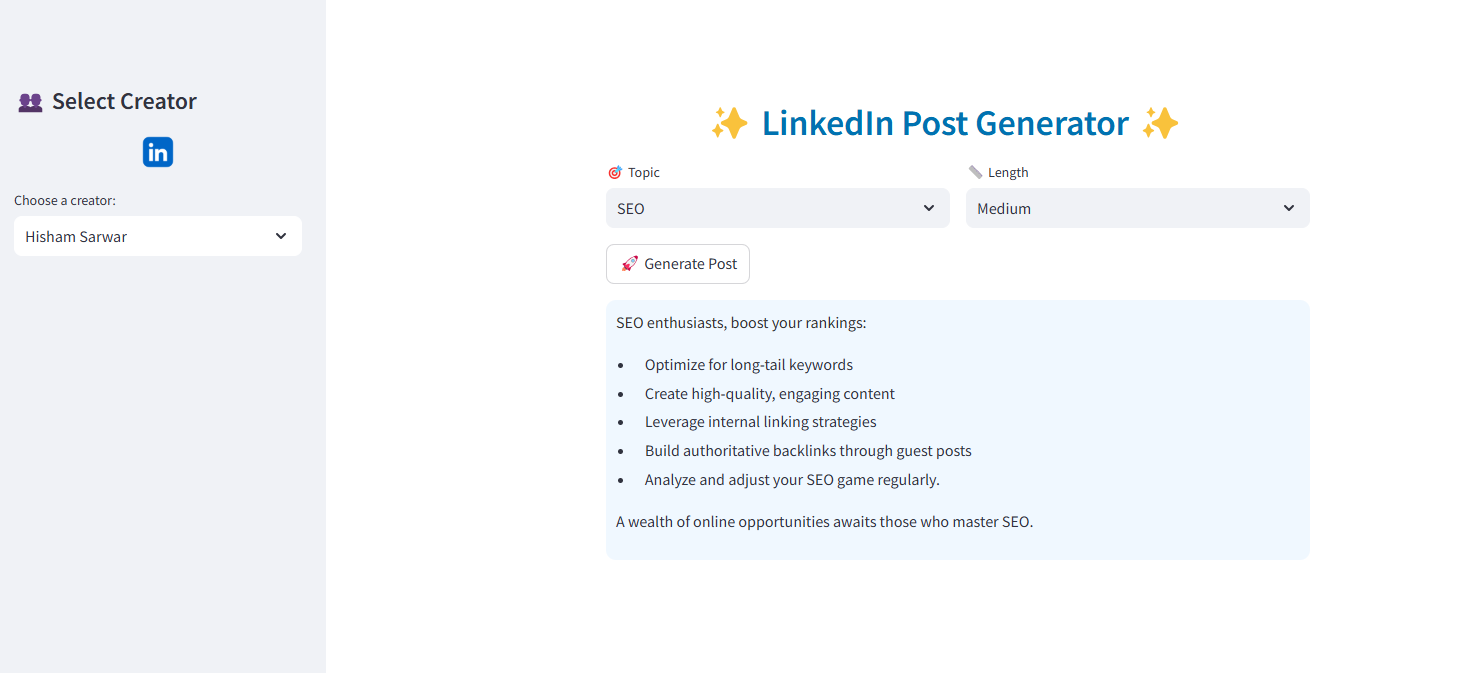 👥 Select Creator
in
Choose a creator:
Hisham Sarwar
✨ LinkedIn Post Generator ✨
🎯 Topic
📏 Length
SEO
Medium
🚀 Generate Post
SEO enthusiasts, boost your rankings:
• Optimize for long-tail keywords
• Create high-quality, engaging content
• Leverage internal linking strategies
• Build authoritative backlinks through guest posts
• Analyze and adjust your SEO game regularly.
A wealth of online opportunities awaits those who master SEO.